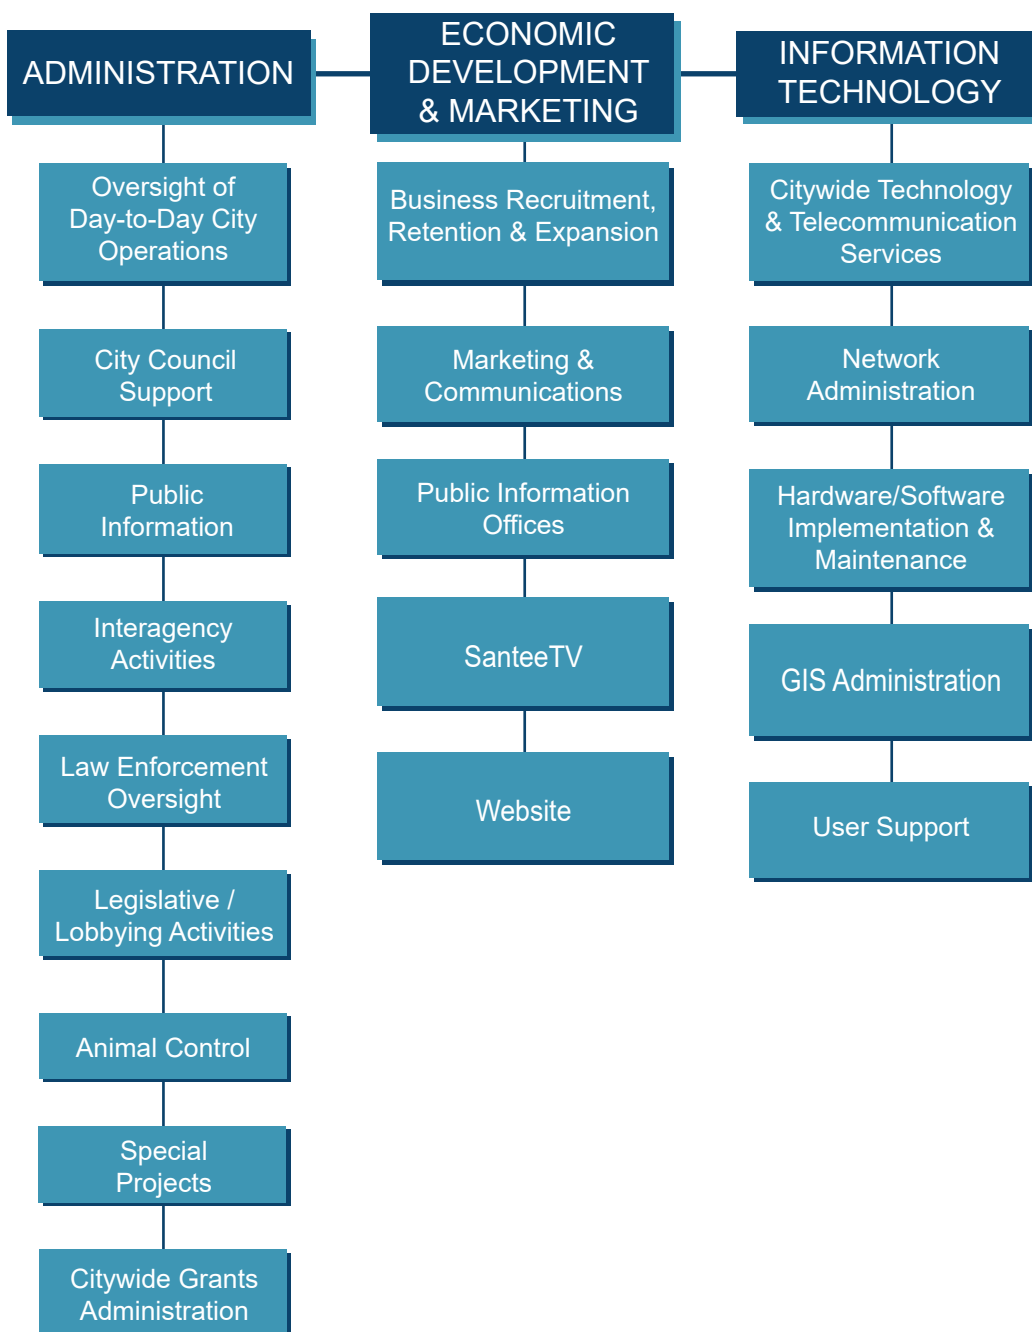 ADMINISTRATION
Oversight of
Day-to-Day City
Operations
City Council
Support
Public
Information
Interagency
Activities
Law Enforcement
Oversight
Legislative /
Lobbying Activities
Animal Control
Special
Projects
Citywide Grants
Administration
ECONOMIC
DEVELOPMENT
& MARKETING
Business Recruitment,
Retention & Expansion
Marketing &
Communications
Public Information
Offices
SanteeTV
Website
INFORMATION
TECHNOLOGY
Citywide Technology
& Telecommunication
Services
Network
Administration
Hardware/Software
Implementation &
Maintenance
GIS Administration
User Support